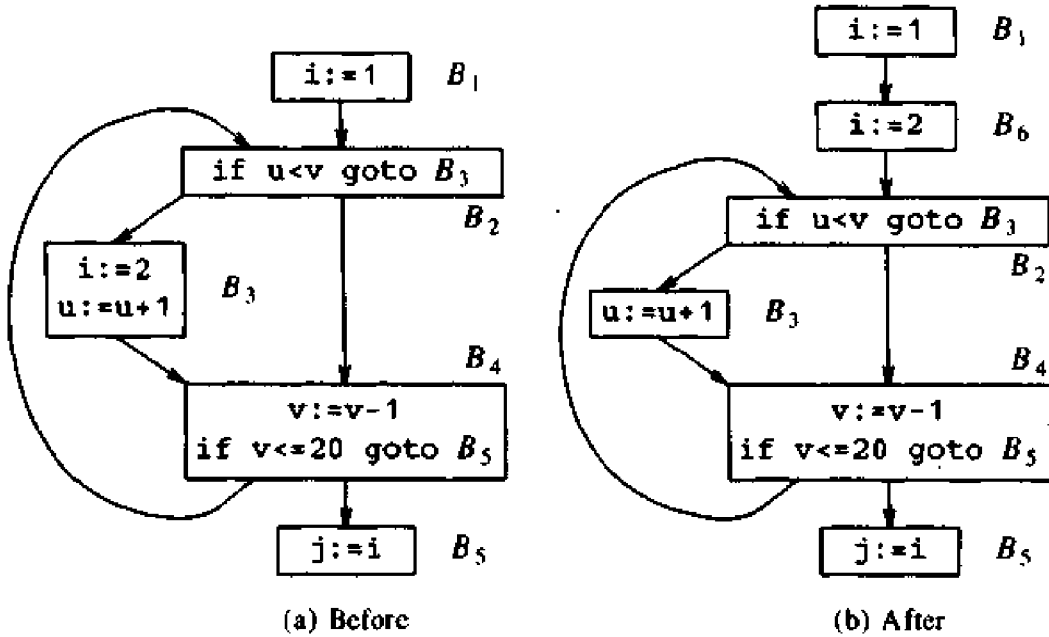 i:=1 B1
if u<v goto B3
B2
i:=2
u:=u+1 B3
B4
v:=v-1
if v<=20 goto B5
j:=i B5
(a) Before
i:=1 B1
i:=2 B6
if u<v goto B3
B2
u:=u+1 B3
B4
v:=v-1
if v<=20 goto B5
j:=i B5
(b) After